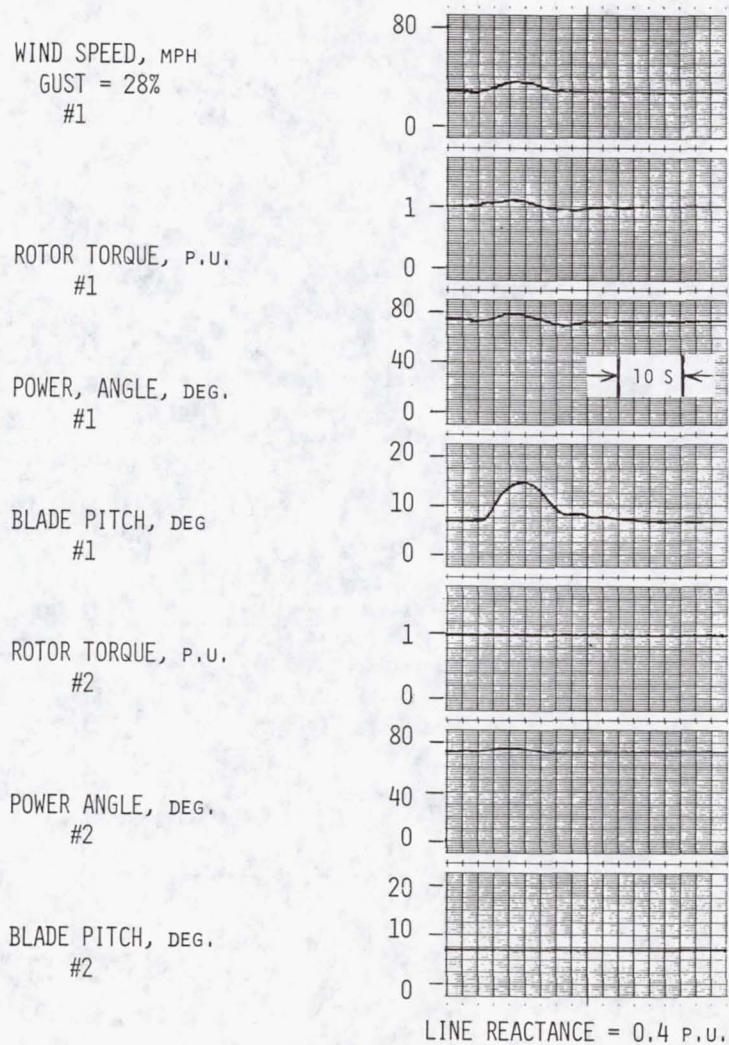 WIND SPEED, MPH
GUST = 28%
#1
80
0
ROTOR TORQUE, P.U.
#1
1
0
POWER, ANGLE, DEG.
#1
80
40
0
10 S
BLADE PITCH, DEG
#1
20
10
0
ROTOR TORQUE, P.U.
#2
1
0
POWER ANGLE, DEG.
#2
80
40
0
BLADE PITCH, DEG.
#2
20
10
0
LINE REACTANCE = 0.4 P.U.